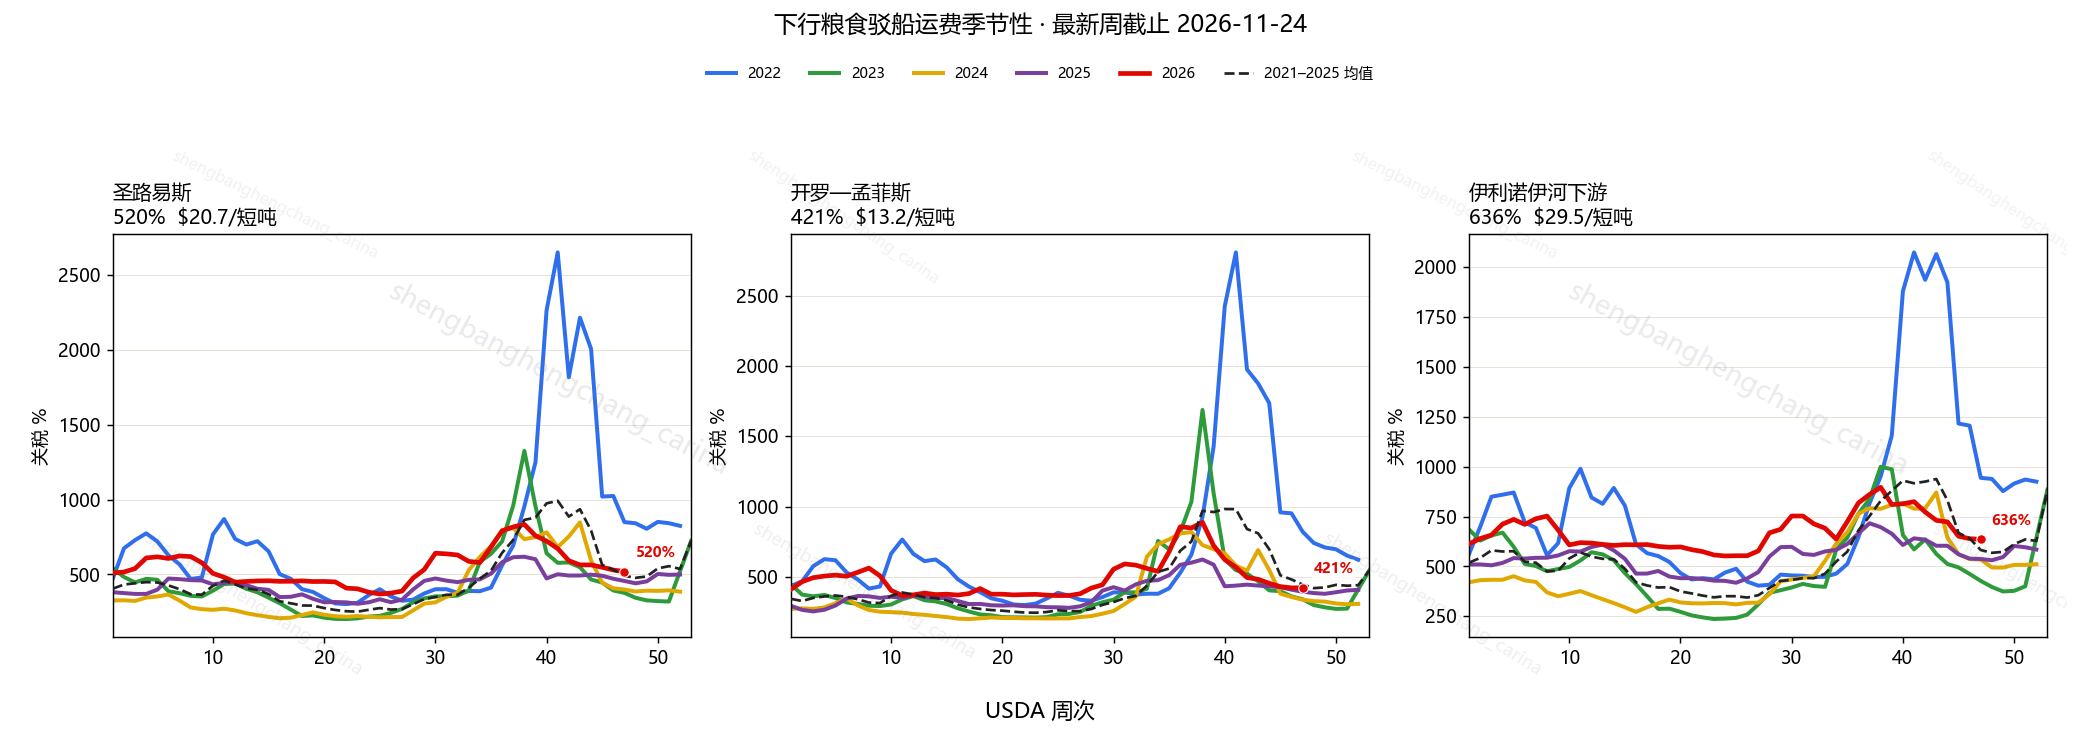 下行粮食驳船运费季节性 · 最新周截止 2026-11-24
2022 2023 2024 2025 2026 2021–2025 均值
圣路易斯
520% $20.7/短吨
开罗—孟菲斯
421% $13.2/短吨
伊利诺伊河下游
636% $29.5/短吨
关税 %
2500
2000
1500
1000
500
520%
10 20 30 40 50
关税 %
2500
2000
1500
1000
500
421%
10 20 30 40 50
关税 %
2000
1750
1500
1250
1000
750
500
250
636%
10 20 30 40 50
USDA 周次
shengbanghengchang_carina
shengbanghengchang_carina
shengbanghengchang_carina
shengbanghengchang_carina